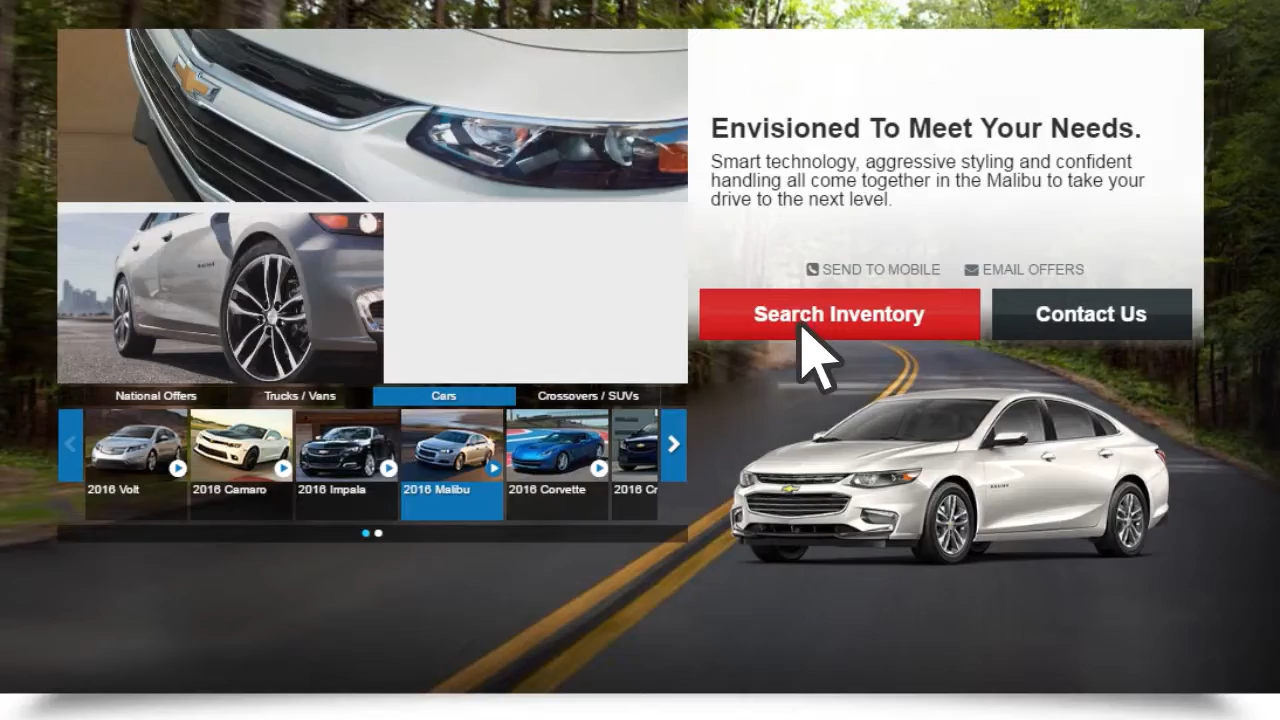 Envisioned To Meet Your Needs.
Smart technology, aggressive styling and confident
handling all come together in the Malibu to take your
drive to the next level.
SEND TO MOBILE
EMAIL OFFERS
Search Inventory
Contact Us
National Offers
Trucks / Vans
Cars
Crossovers / SUVs
2016 Volt
2016 Camaro
2016 Impala
2016 Malibu
2016 Corvette
2016 Cr